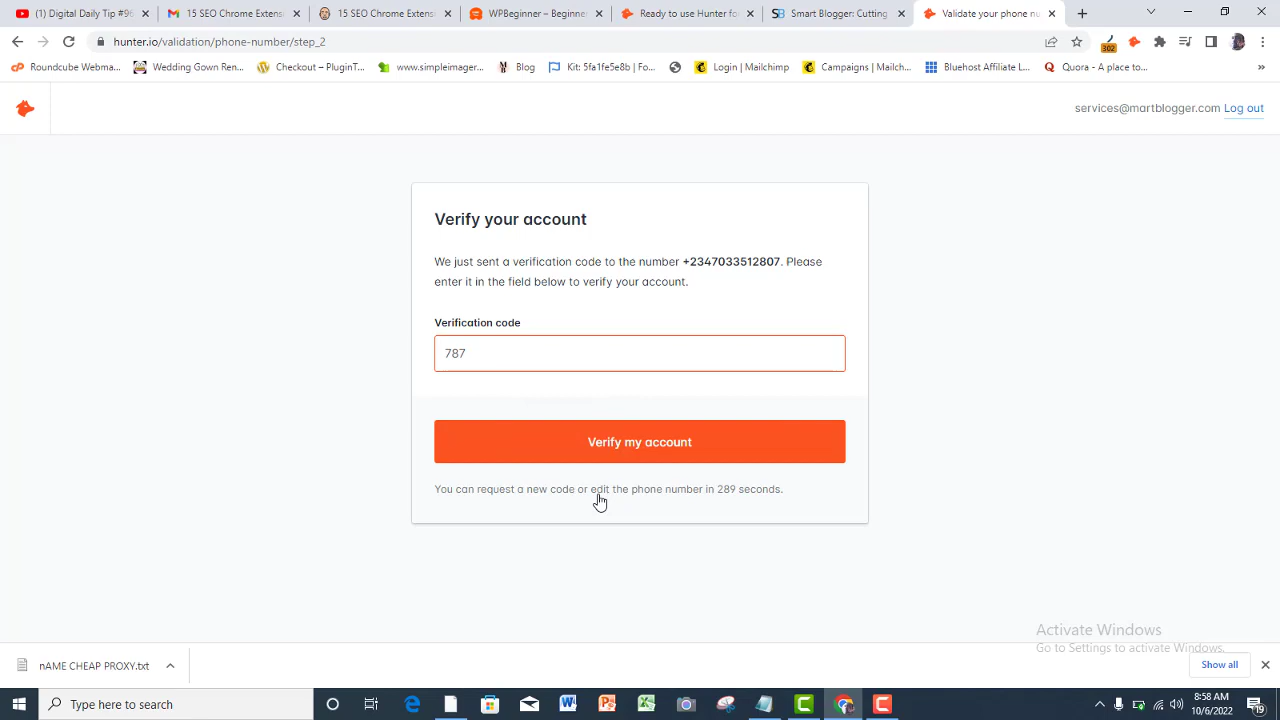 (1) Digital Daily Tip #96
15 SEO Chrome Extension
15 SEO Chrome Extension
WPBeginner – Beginner
Ready to use Hunter fo
Smart Blogger: Cutting
Validate your phone nu
hunter.io/validation/phone-number/step_2
302
Roundcube Webma...
Wedding Gown Ren...
Checkout – PluginT...
www.simpleimager...
Blog
Kit: 5fa1fe5e8b | Fo...
Login | Mailchimp
Campaigns | Mailch...
Bluehost Affiliate L...
Quora - A place to...
»
services@martblogger.com Log out
Verify your account
We just sent a verification code to the number +2347033512807. Please
enter it in the field below to verify your account.
Verification code
787
Verify my account
You can request a new code or edit the phone number in 289 seconds.
Activate Windows
Go to Settings to activate Windows.
nAME CHEAP PROXY.txt
Show all
Type here to search
8:58 AM
10/6/2022
19